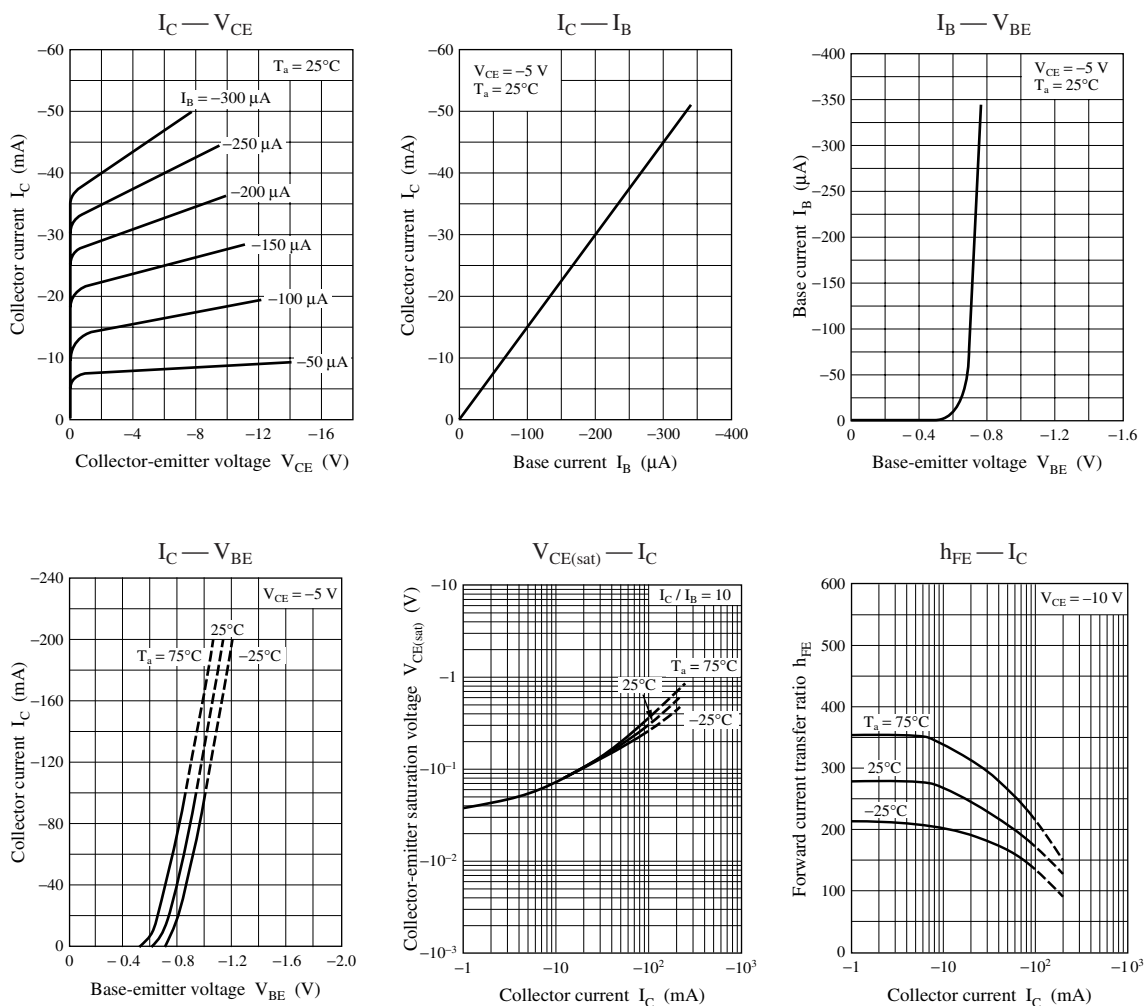 I_C — V_CE
−60
−50
−40
−30
−20
−10
0
Collector current I_C (mA)
T_a = 25°C
I_B = −300 µA
−250 µA
−200 µA
−150 µA
−100 µA
−50 µA
0
−4
−8
−12
−16
Collector-emitter voltage V_CE (V)
I_C — I_B
−60
−50
−40
−30
−20
−10
0
Collector current I_C (mA)
V_CE = −5 V
T_a = 25°C
0
−100
−200
−300
−400
Base current I_B (µA)
I_B — V_BE
−400
−350
−300
−250
−200
−150
−100
−50
0
Base current I_B (µA)
V_CE = −5 V
T_a = 25°C
0
−0.4
−0.8
−1.2
−1.6
Base-emitter voltage V_BE (V)
I_C — V_BE
−240
−200
−160
−120
−80
−40
0
Collector current I_C (mA)
V_CE = −5 V
25°C
T_a = 75°C
−25°C
0
−0.4
−0.8
−1.2
−1.6
−2.0
Base-emitter voltage V_BE (V)
V_CE(sat) — I_C
−10
−1
−10⁻¹
−10⁻²
−10⁻³
Collector-emitter saturation voltage V_CE(sat) (V)
I_C / I_B = 10
T_a = 75°C
25°C
−25°C
−1
−10
−10²
−10³
Collector current I_C (mA)
h_FE — I_C
600
500
400
300
200
100
0
Forward current transfer ratio h_FE
V_CE = −10 V
T_a = 75°C
25°C
−25°C
−1
−10
−10²
−10³
Collector current I_C (mA)